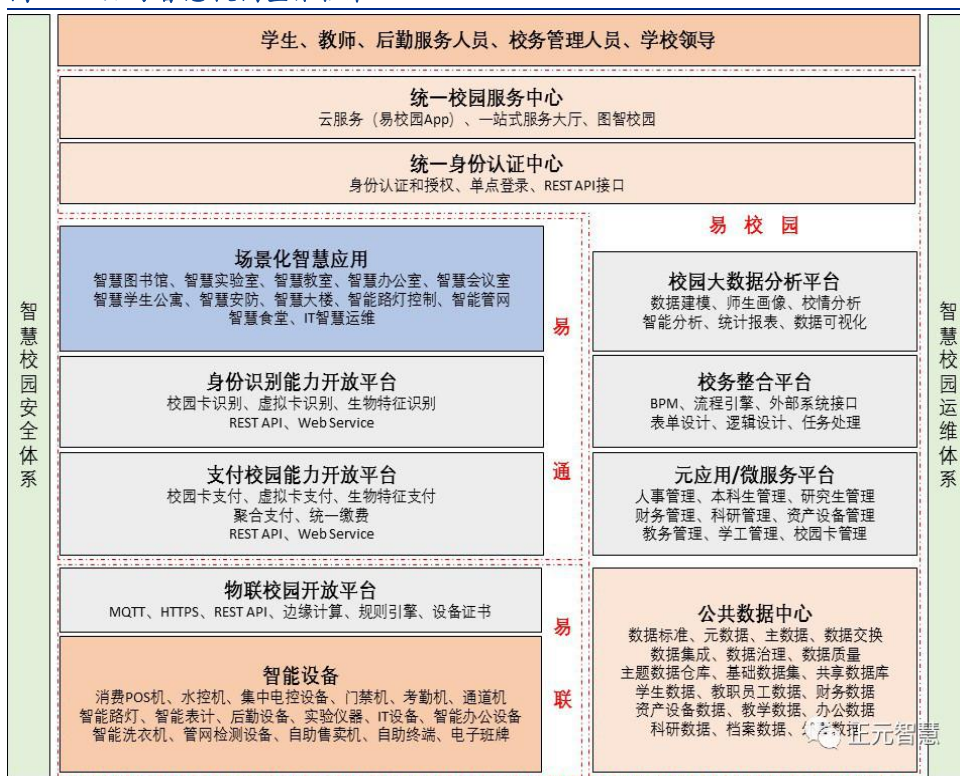 智慧校园安全体系
学生、教师、后勤服务人员、校务管理人员、学校领导
统一校园服务中心
云服务（易校园App）、一站式服务大厅、图智校园
统一身份认证中心
身份认证和授权、单点登录、REST API接口
场景化智慧应用
智慧图书馆、智慧实验室、智慧教室、智慧办公室、智慧会议室
智慧学生公寓、智慧安防、智慧大楼、智能路灯控制、智能管网
智慧食堂、IT智慧运维
身份识别能力开放平台
校园卡识别、虚拟卡识别、生物特征识别
REST API、Web Service
支付校园能力开放平台
校园卡支付、虚拟卡支付、生物特征支付
聚合支付、统一缴费
REST API、Web Service
易通
物联校园开放平台
MQTT、HTTPS、REST API、边缘计算、规则引擎、设备证书
智能设备
消费POS机、水控机、集中电控设备、门禁机、考勤机、通道机
智能路灯、智能表计、后勤设备、实验仪器、IT设备、智能办公设备
智能洗衣机、管网检测设备、自助售卖机、自助终端、电子班牌
易联
易校园
校园大数据分析平台
数据建模、师生画像、校情分析
智能分析、统计报表、数据可视化
校务整合平台
BPM、流程引擎、外部系统接口
表单设计、逻辑设计、任务处理
元应用/微服务平台
人事管理、本科生管理、研究生管理
财务管理、科研管理、资产设备管理
教务管理、学工管理、校园卡管理
公共数据中心
数据标准、元数据、主数据、数据交换
数据集成、数据治理、数据质量
主题数据仓库、基础数据集、共享数据库
学生数据、教职员工数据、财务数据
资产设备数据、教学数据、办公数据
科研数据、档案数据、数据
正元智慧
智慧校园运维体系